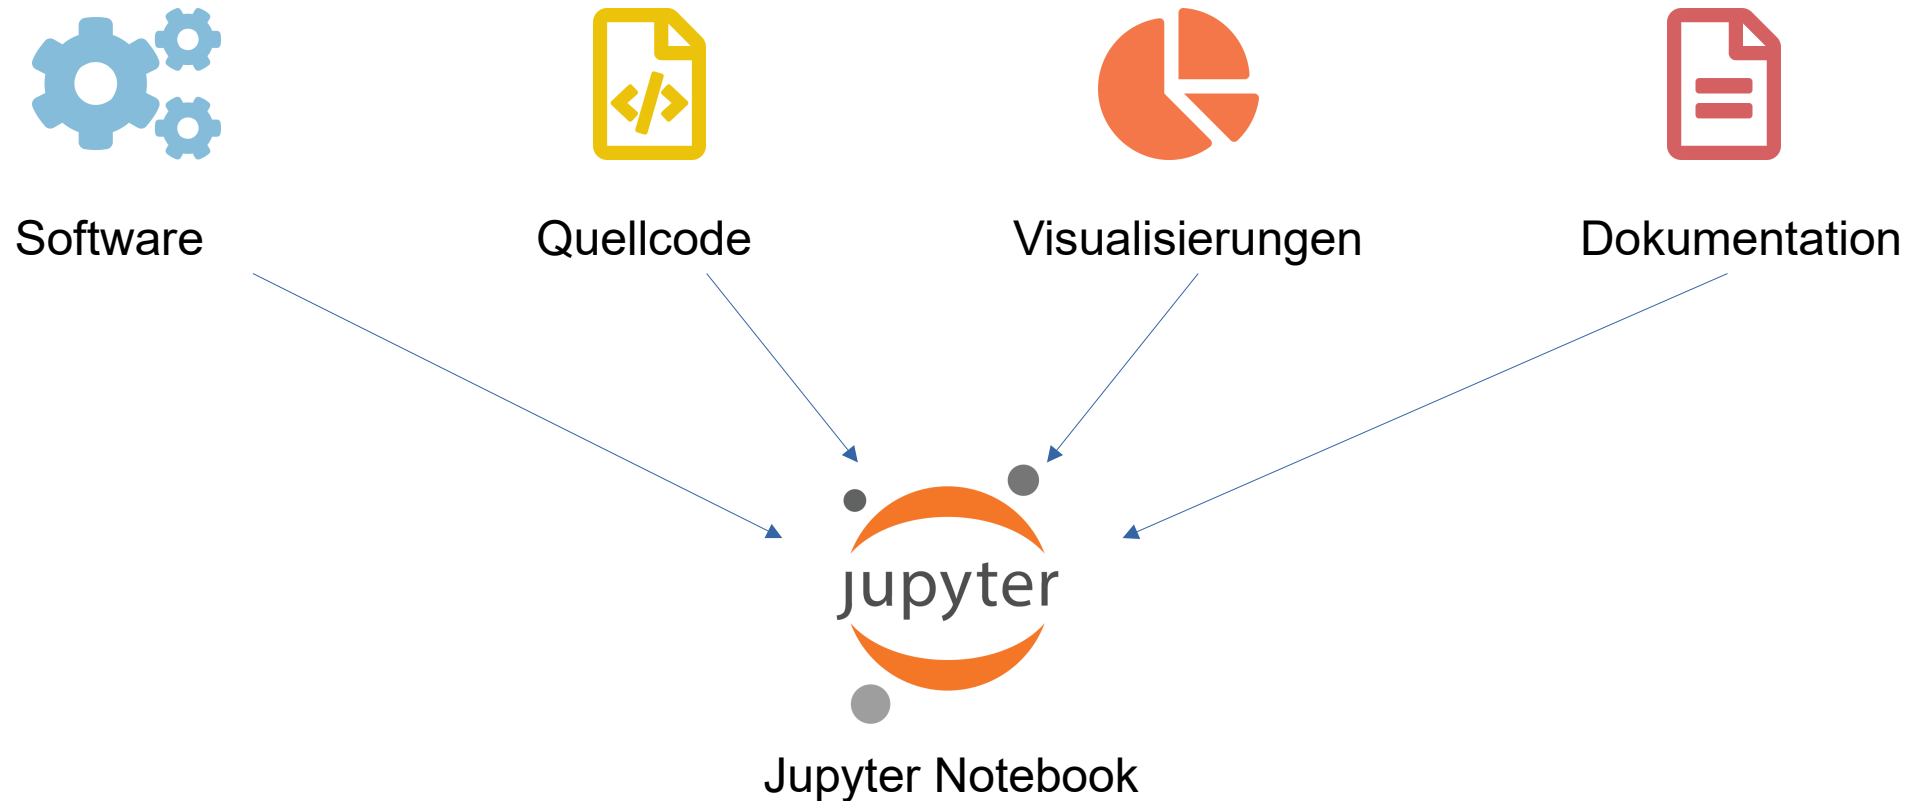 Software
Quellcode
Visualisierungen
Dokumentation
jupyter
Jupyter Notebook